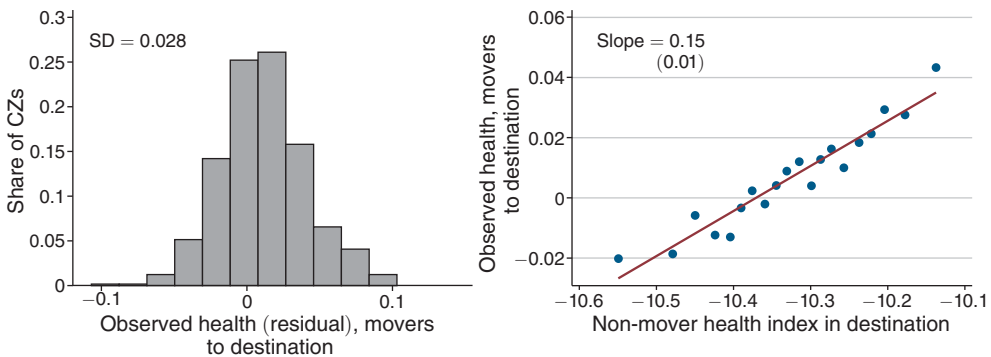 0.3
0.25
0.2
0.15
0.1
0.05
0
Share of CZs
SD = 0.028
−0.1
0
0.1
Observed health (residual), movers
to destination
0.06
0.04
0.02
0
−0.02
Observed health, movers
to destination
Slope = 0.15
(0.01)
−10.6
−10.5
−10.4
−10.3
−10.2
−10.1
Non-mover health index in destination